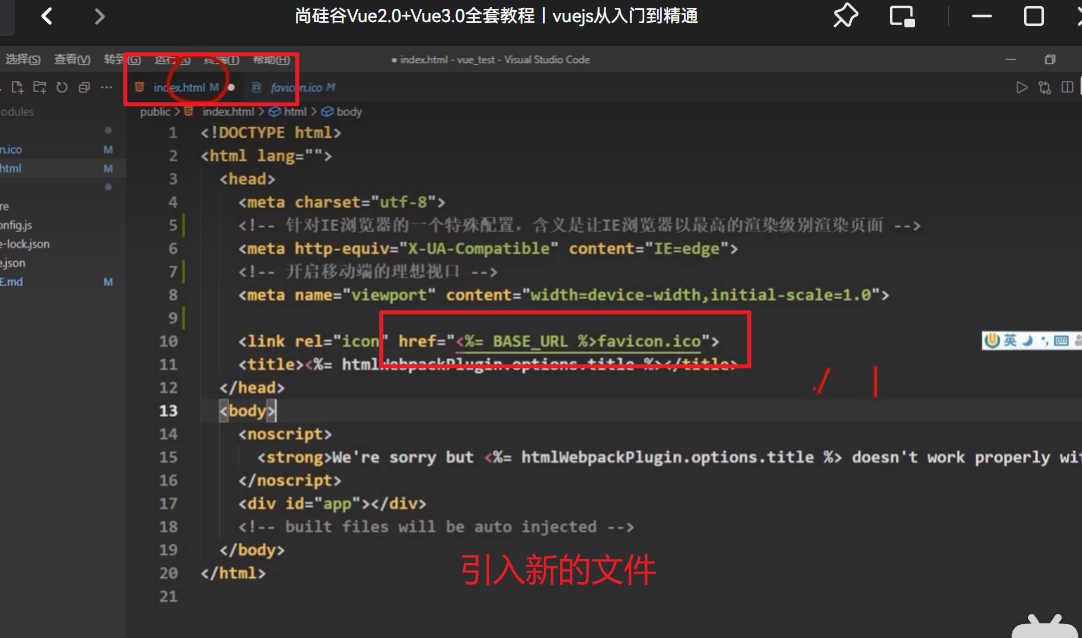 尚硅谷Vue2.0+Vue3.0全套教程丨vuejs从入门到精通
选择(S) 查看(V) 转到(G) 运行(R) 终端(T) 帮助(H)
● index.html - vue_test - Visual Studio Code
index.html M ● favicon.ico M
odules
public > index.html > html > body
n.ico M
html M
re
onfig.js
e-lock.json
e.json
E.md M
1 <!DOCTYPE html>
2 <html lang="">
3 <head>
4 <meta charset="utf-8">
5 <!-- 针对IE浏览器的一个特殊配置，含义是让IE浏览器以最高的渲染级别渲染页面 -->
6 <meta http-equiv="X-UA-Compatible" content="IE=edge">
7 <!-- 开启移动端的理想视口 -->
8 <meta name="viewport" content="width=device-width,initial-scale=1.0">
9
10 <link rel="icon" href="<%= BASE_URL %>favicon.ico">
11 <title><%= htmlWebpackPlugin.options.title %></title>
12 </head>
13 <body>
14 <noscript>
15 <strong>We're sorry but <%= htmlWebpackPlugin.options.title %> doesn't work properly wi
16 </noscript>
17 <div id="app"></div>
18 <!-- built files will be auto injected -->
19 </body>
20 </html>
21
英
./
引入新的文件